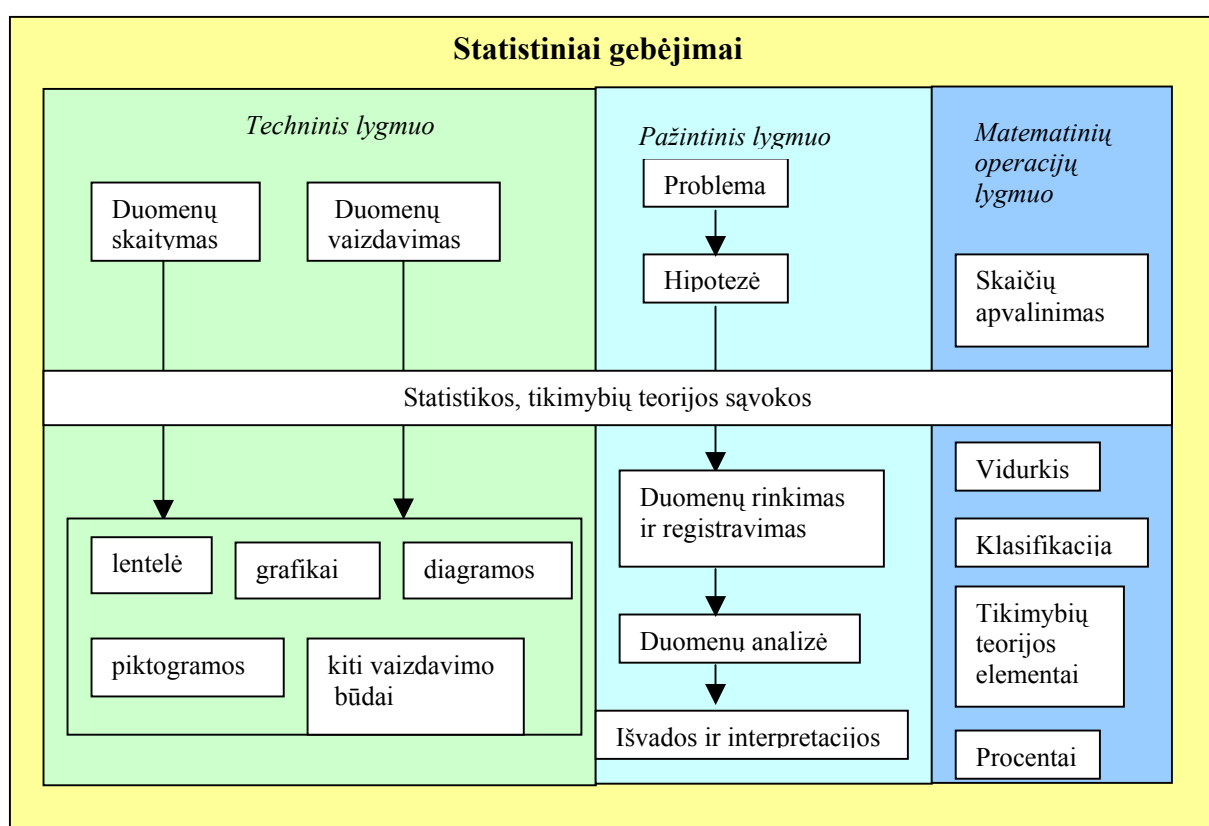 Statistiniai gebėjimai
Techninis lygmuo
Duomenų
skaitymas
Duomenų
vaizdavimas
Pažintinis lygmuo
Problema
Hipotezė
Matematinių
operacijų
lygmuo
Skaičių
apvalinimas
Statistikos, tikimybių teorijos sąvokos
lentelė
grafikai
diagramos
piktogramos
kiti vaizdavimo
būdai
Duomenų rinkimas
ir registravimas
Duomenų analizė
Išvados ir interpretacijos
Vidurkis
Klasifikacija
Tikimybių
teorijos
elementai
Procentai